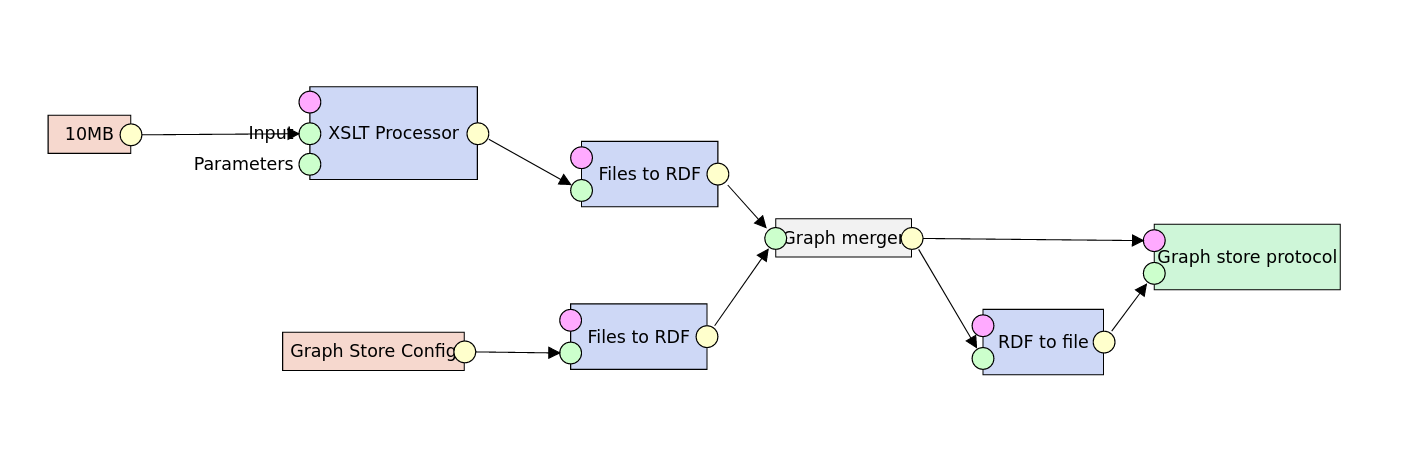 10MB
Input
XSLT Processor
Parameters
Files to RDF
Graph merger
Graph store protocol
Graph Store Config
Files to RDF
RDF to file